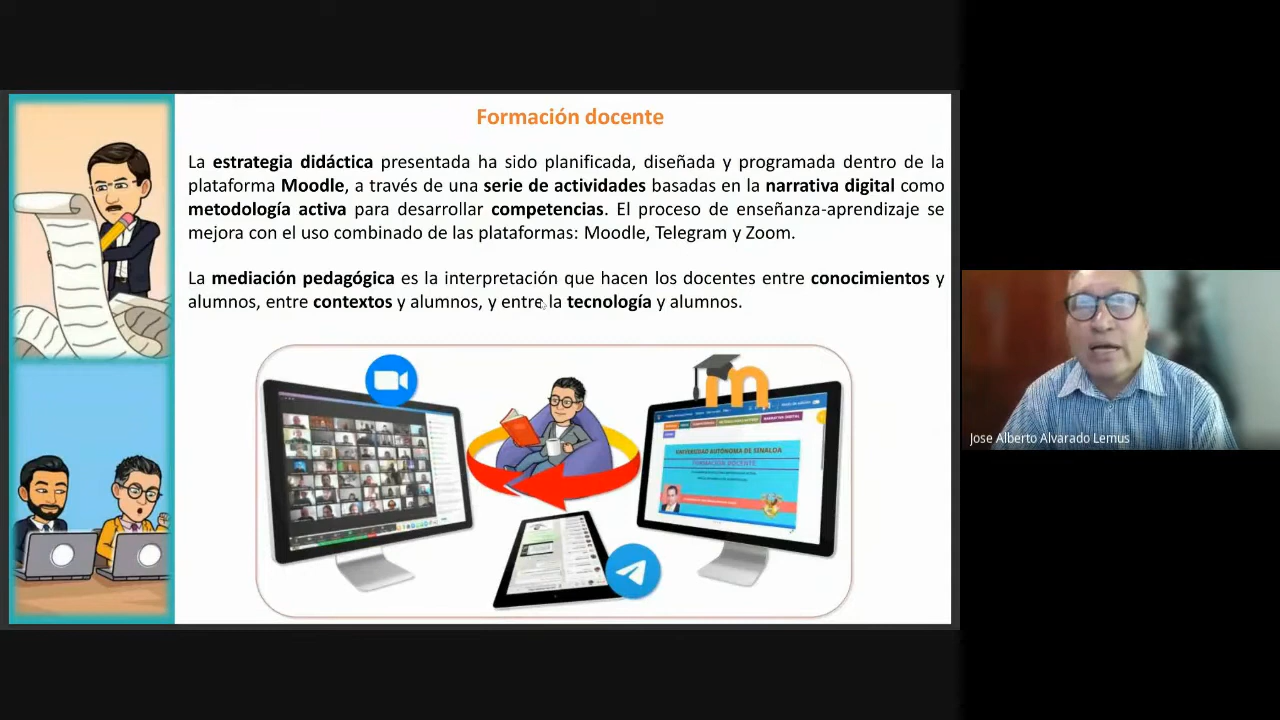 Formación docente
La estrategia didáctica presentada ha sido planificada, diseñada y programada dentro de la
plataforma Moodle, a través de una serie de actividades basadas en la narrativa digital como
metodología activa para desarrollar competencias. El proceso de enseñanza-aprendizaje se
mejora con el uso combinado de las plataformas: Moodle, Telegram y Zoom.
La mediación pedagógica es la interpretación que hacen los docentes entre conocimientos y
alumnos, entre contextos y alumnos, y entre la tecnología y alumnos.
m
UNIVERSIDAD AUTÓNOMA DE SINALOA
FORMACIÓN DOCENTE
Jose Alberto Alvarado Lemus